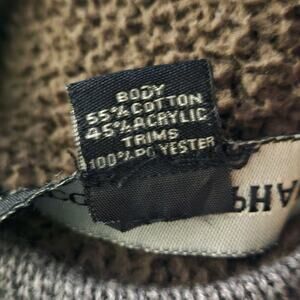 BODY
55% COTTON
45% ACRYLIC
TRIMS
100% POLYESTER